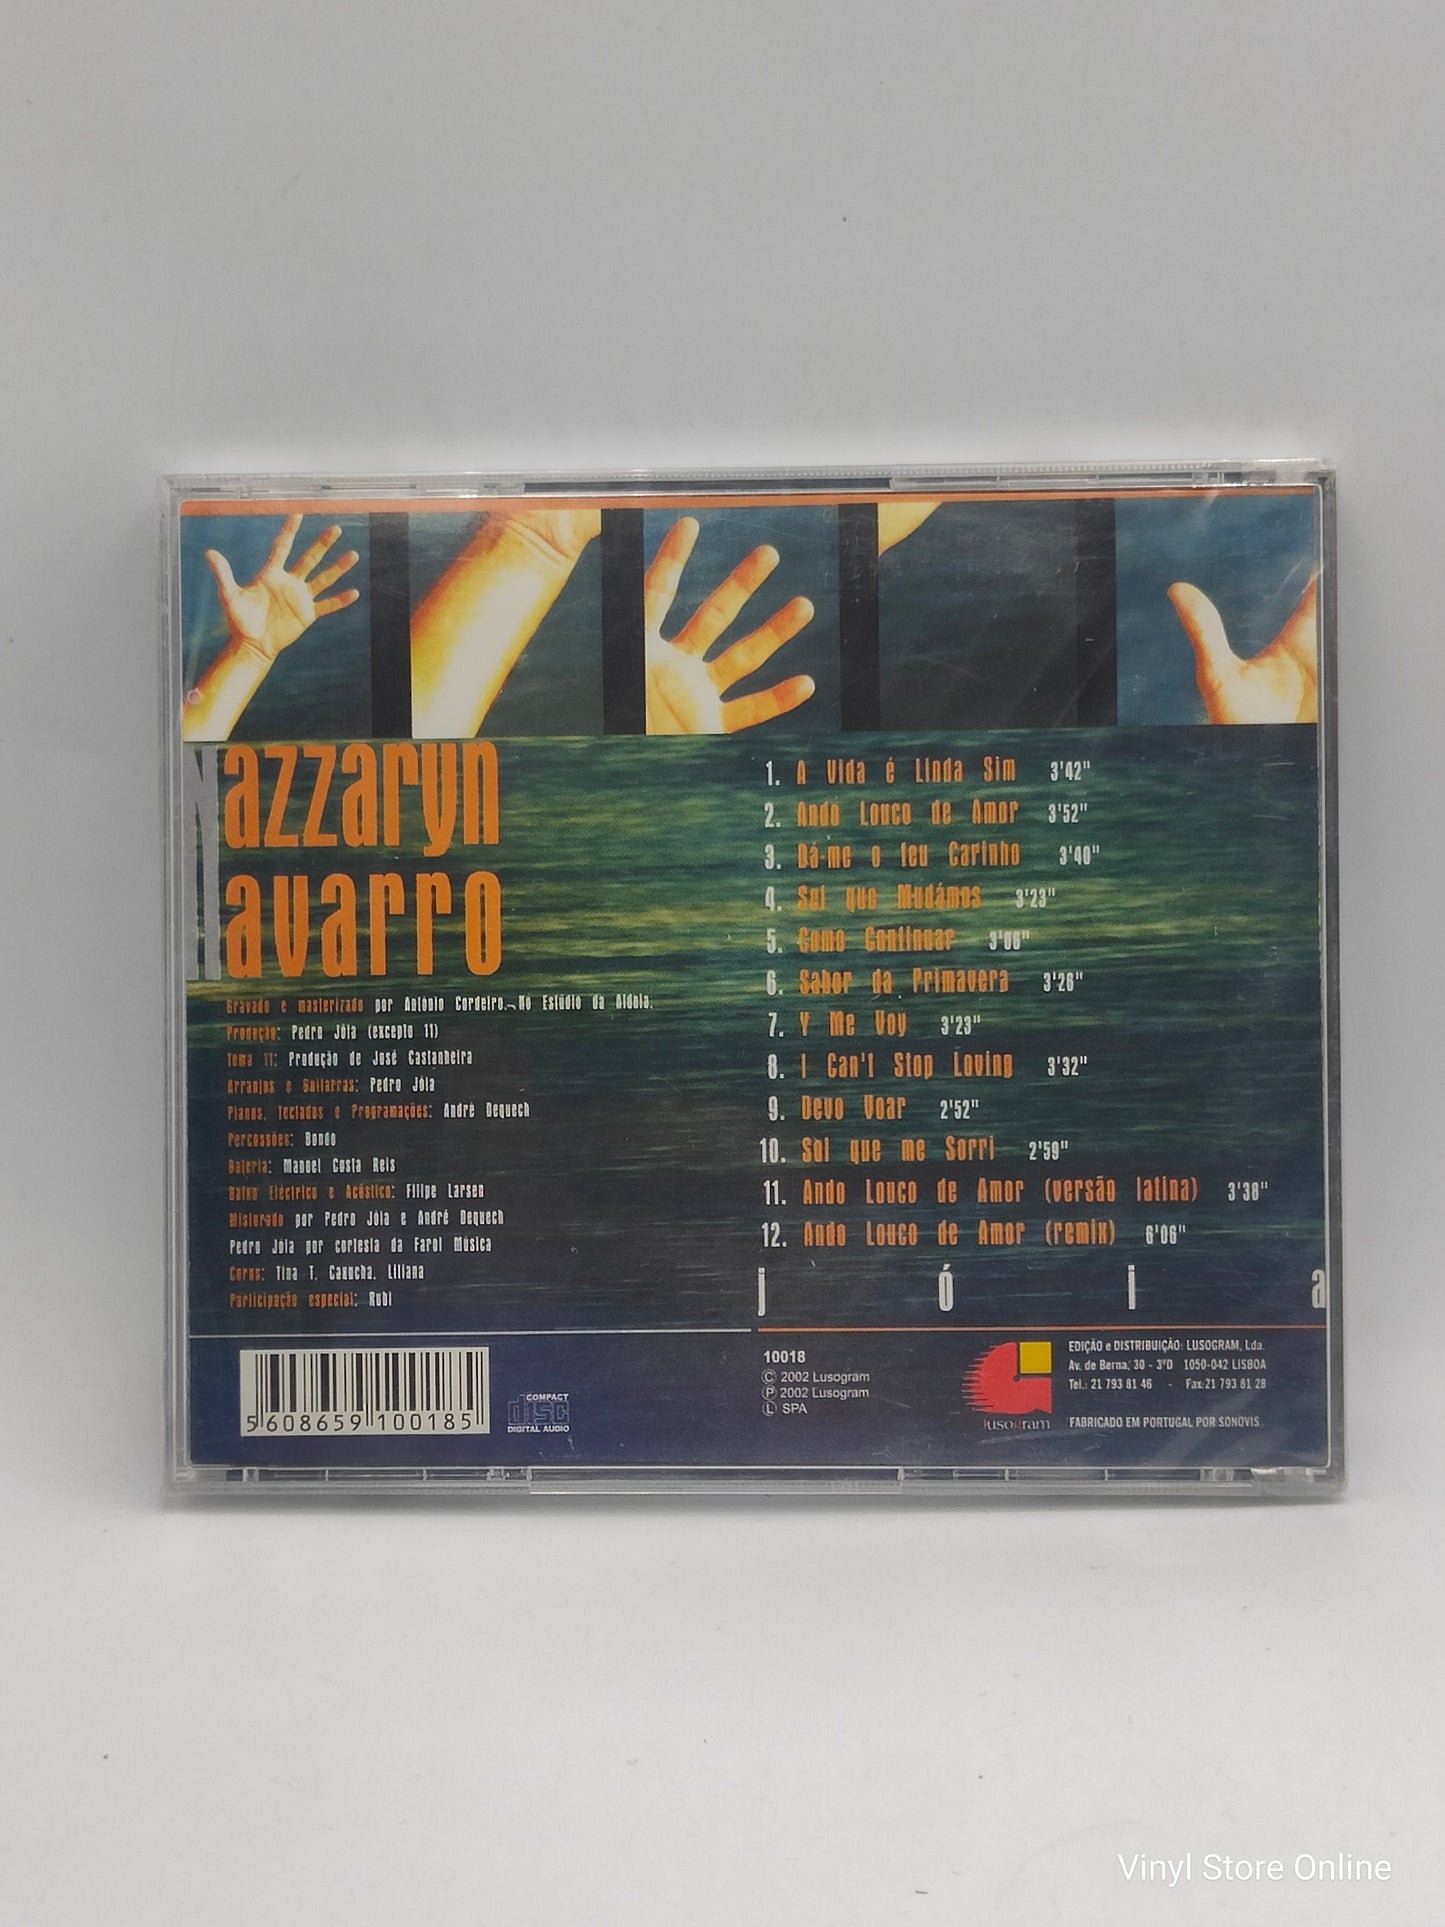 Nazzaryn
Navarro
Gravado e masterizado por António Cordeiro. No Estúdio da Aldeia.
Produção: Pedro Jóia (excepto 11)
Tema 11: Produção de José Castanheira
Arranjos e Guitarras: Pedro Jóia
Pianos, Teclados e Programações: André Dequech
Percussões: Bondo
Bateria: Manoel Costa Reis
Baixo Eléctrico e Acústico: Filipe Larsen
Misturado por Pedro Jóia e André Dequech
Pedro Jóia por cortesia da Farol Música
Coros: Tina T. Caxucha. Liliana
Participação especial: Rubi
1. A Vida é Linda Sim 3'42"
2. Ando Louco de Amor 3'52"
3. Dá-me o teu Carinho 3'40"
4. Sei que Mudámos 3'23"
5. Como Continuar 3'06"
6. Sabor da Primavera 3'26"
7. Y Me Voy 3'23"
8. I Can't Stop Loving 3'32"
9. Devo Voar 2'52"
10. Sol que me Sorri 2'59"
11. Ando Louco de Amor (versão latina) 3'38"
12. Ando Louco de Amor (remix) 6'06"
jóia
5 608659 100185
COMPACT
disc
DIGITAL AUDIO
10018
Ⓒ 2002 Lusogram
Ⓟ 2002 Lusogram
Ⓛ SPA
lusogram
EDIÇÃO e DISTRIBUIÇÃO: LUSOGRAM, Lda.
Av. de Berna, 30 - 3ºD 1050-042 LISBOA
Tel.: 21 793 81 46 - Fax:21 793 81 28
FABRICADO EM PORTUGAL POR SONOVIS
Vinyl Store Online